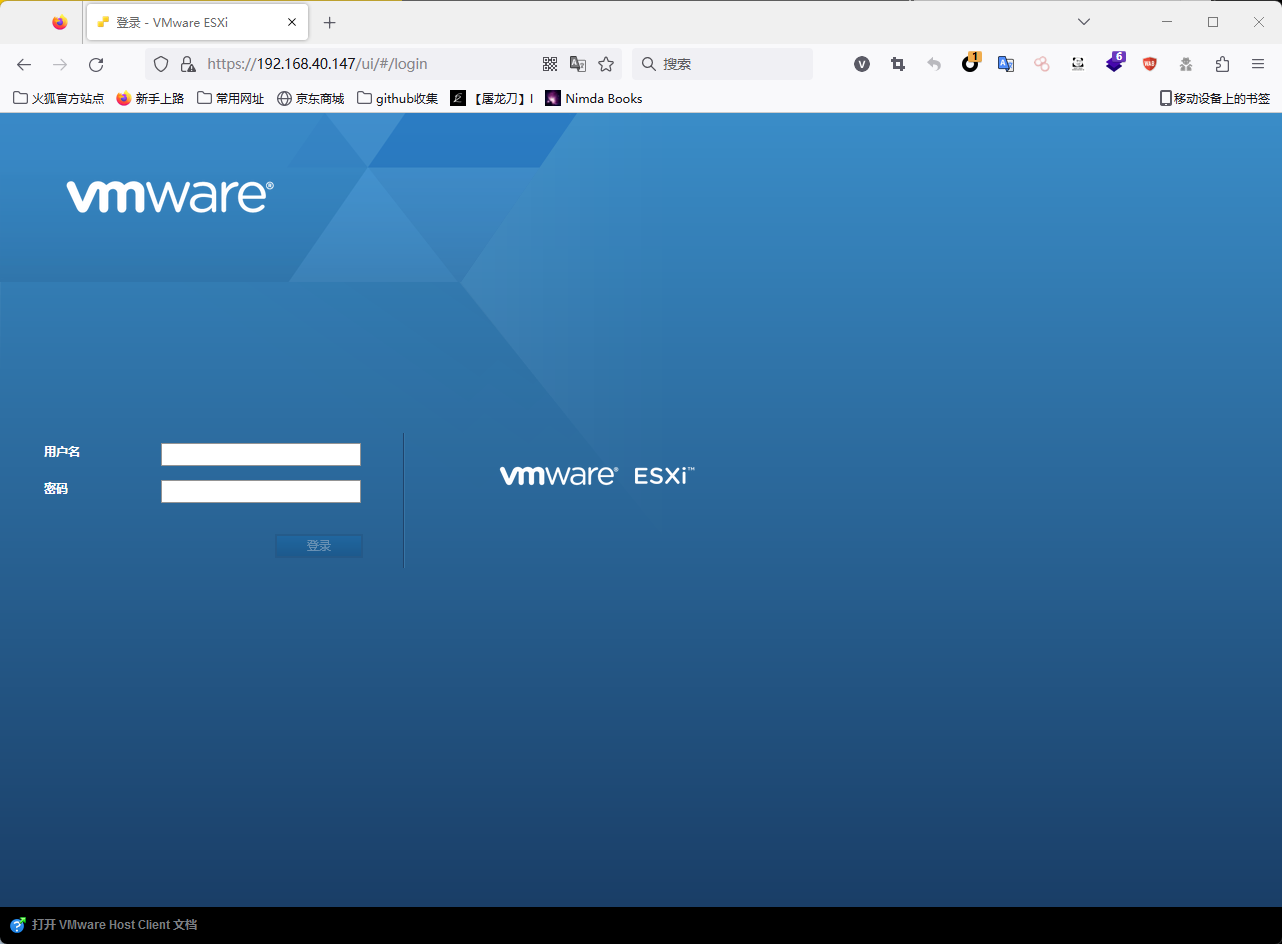 登录 - VMware ESXi
https://192.168.40.147/ui/#/login
搜索
V
1
6
火狐官方站点
新手上路
常用网址
京东商城
github收集
【屠龙刀】I
Nimda Books
移动设备上的书签
vmware®
用户名
密码
登录
vmware® ESXi™
打开 VMware Host Client 文档